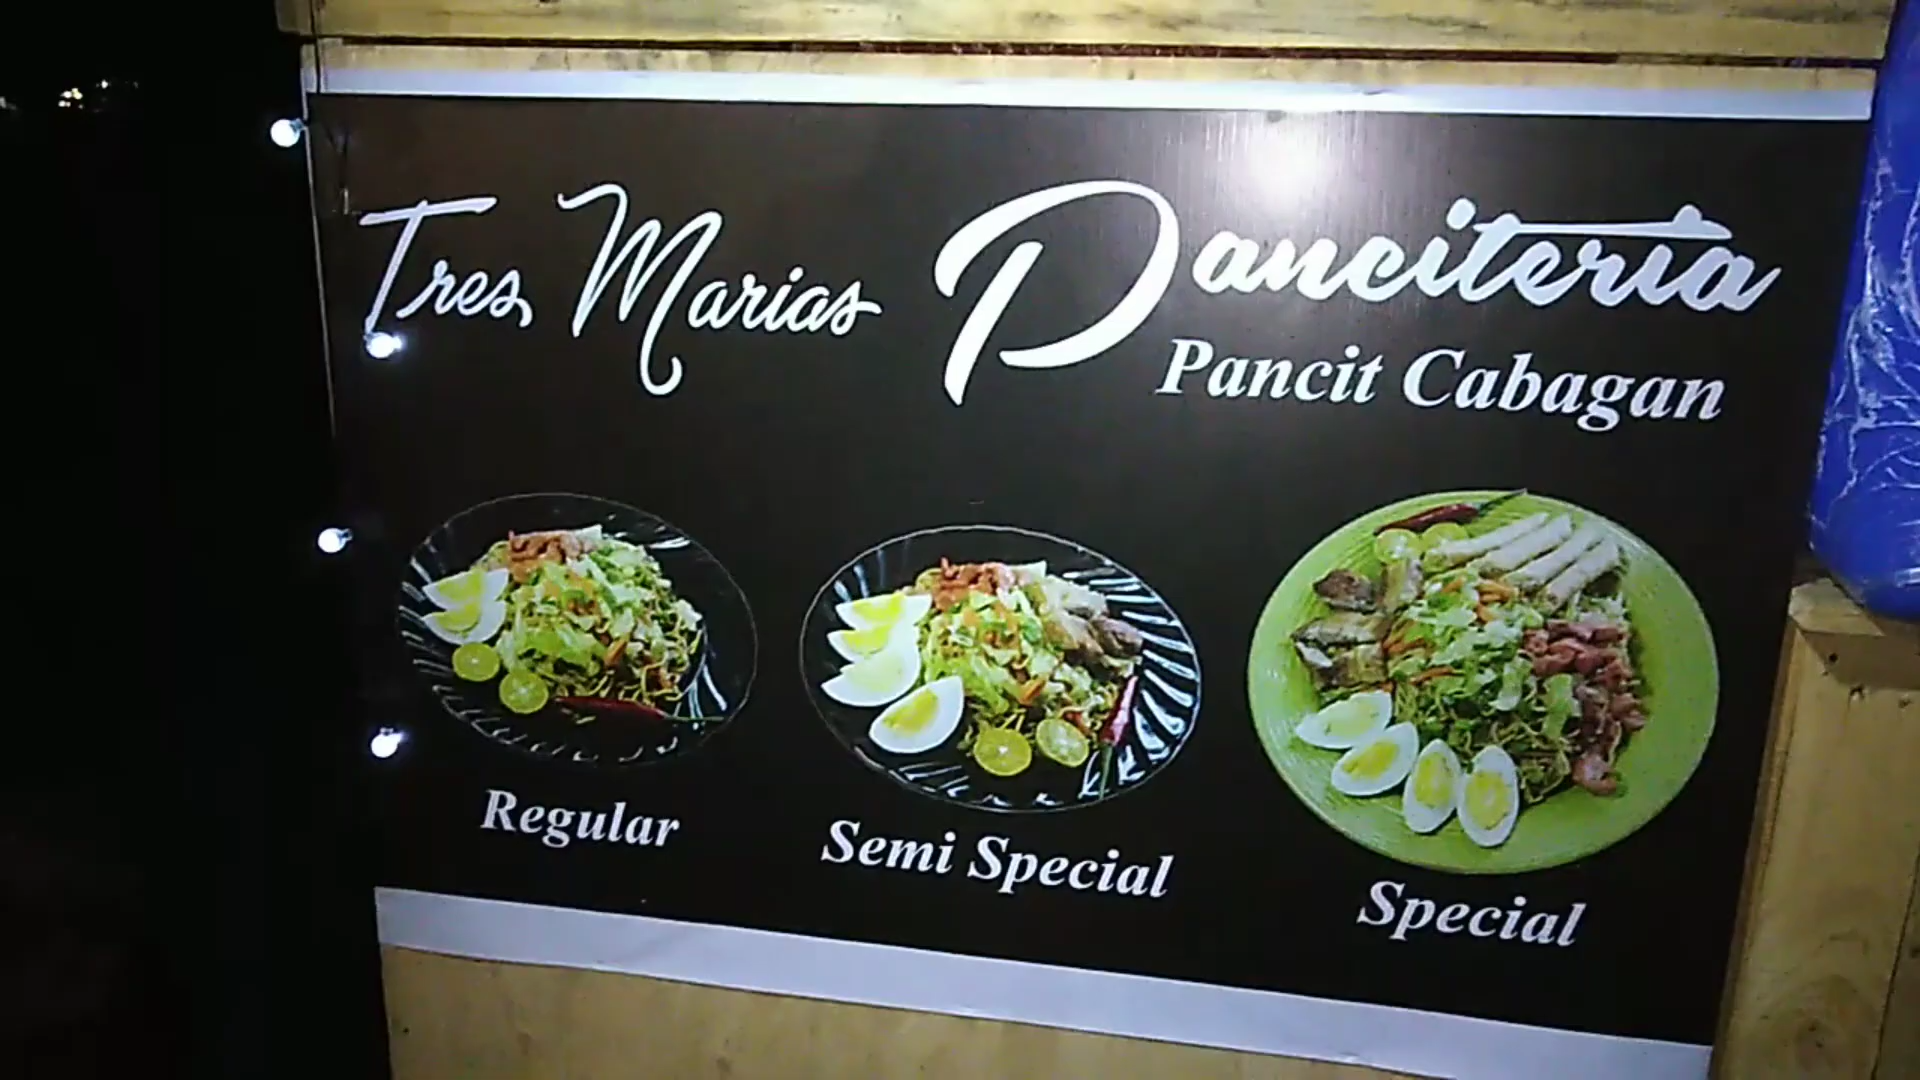 Tres Marias Panciteria
Pancit Cabagan
Regular
Semi Special
Special